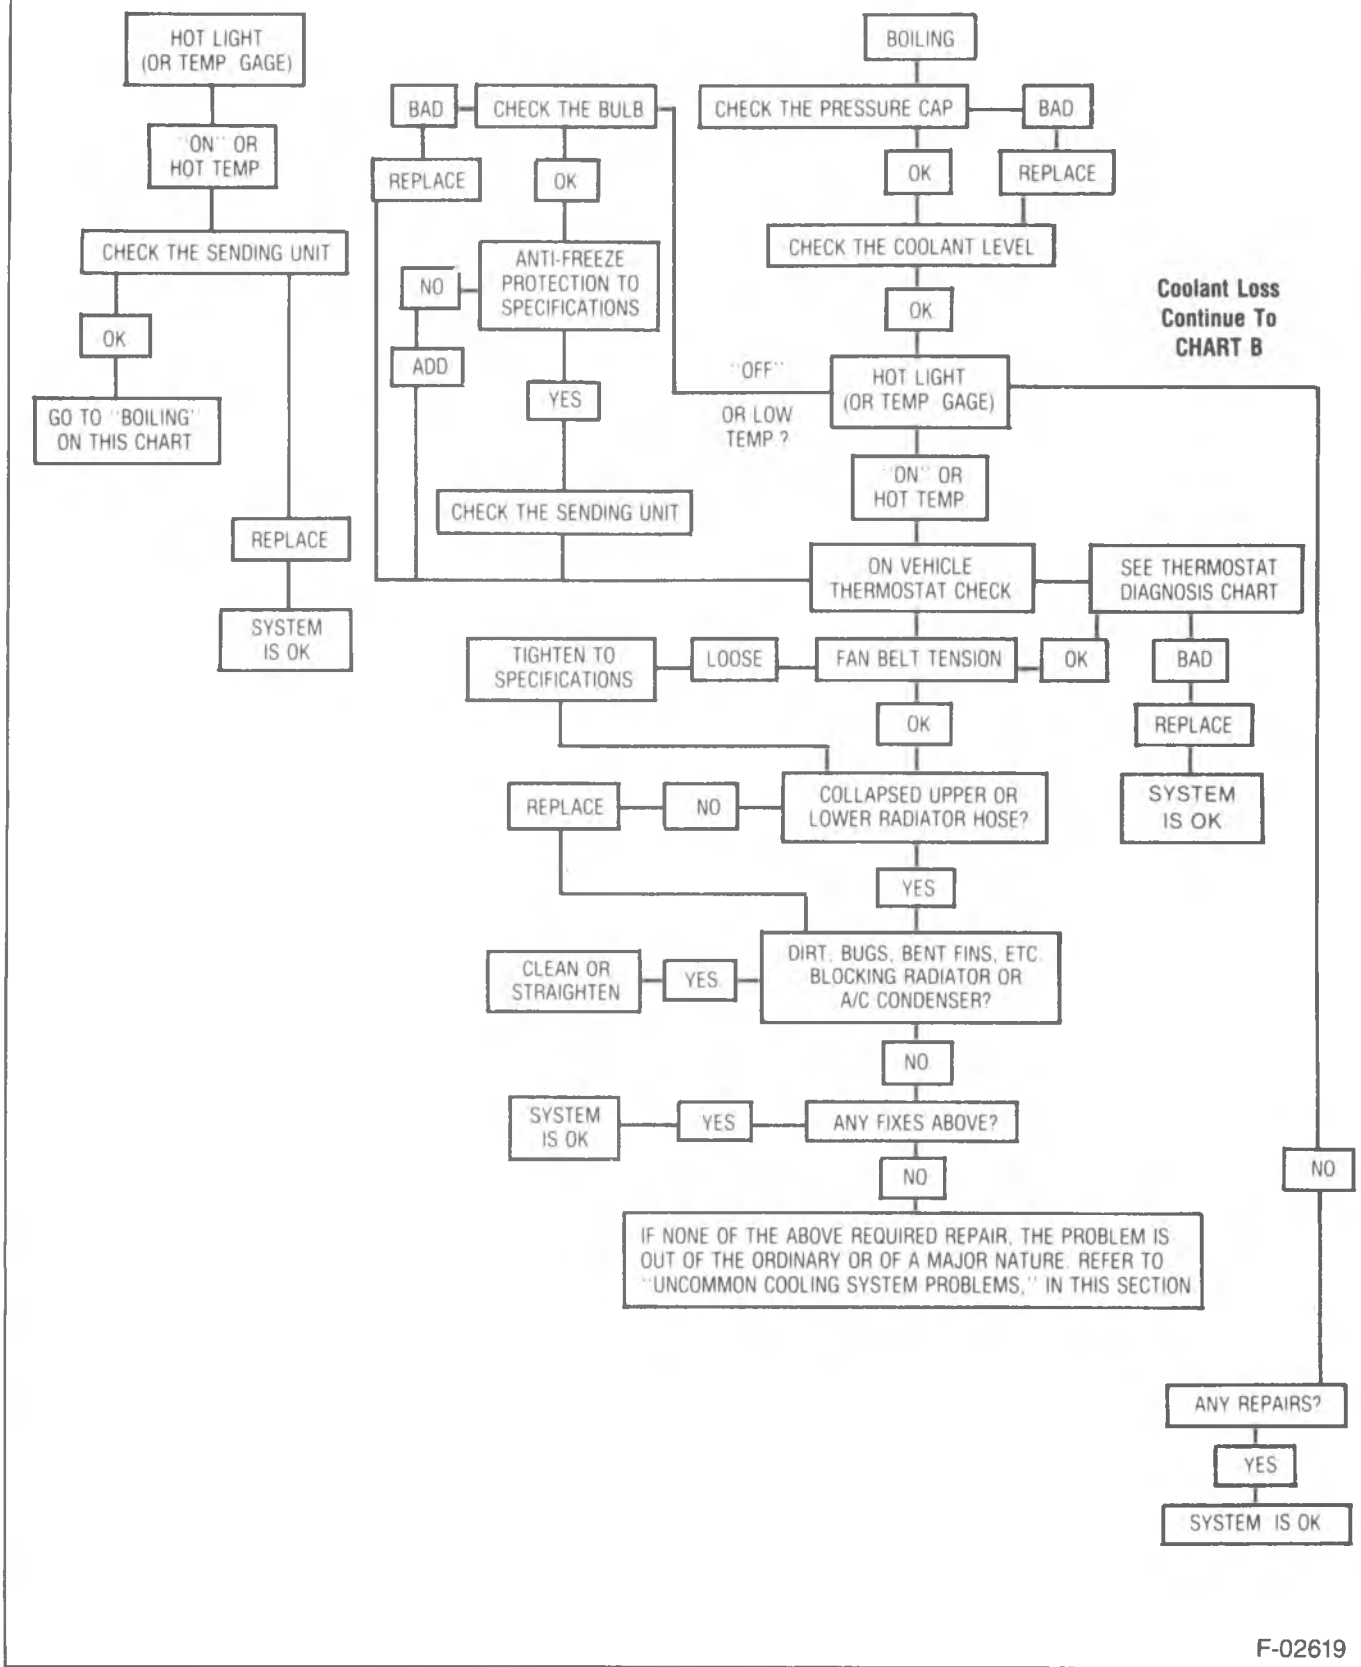 HOT LIGHT
(OR TEMP. GAGE)
"ON" OR
HOT TEMP
CHECK THE SENDING UNIT
OK
GO TO "BOILING"
ON THIS CHART
REPLACE
SYSTEM
IS OK
BAD
CHECK THE BULB
REPLACE
OK
ANTI-FREEZE
PROTECTION TO
SPECIFICATIONS
NO
ADD
YES
CHECK THE SENDING UNIT
BOILING
CHECK THE PRESSURE CAP
BAD
OK
REPLACE
CHECK THE COOLANT LEVEL
OK
Coolant Loss
Continue To
CHART B
"OFF"
OR LOW
TEMP.?
HOT LIGHT
(OR TEMP. GAGE)
"ON" OR
HOT TEMP.
ON VEHICLE
THERMOSTAT CHECK
SEE THERMOSTAT
DIAGNOSIS CHART
TIGHTEN TO
SPECIFICATIONS
LOOSE
FAN BELT TENSION
OK
BAD
OK
REPLACE
SYSTEM
IS OK
REPLACE
NO
COLLAPSED UPPER OR
LOWER RADIATOR HOSE?
YES
CLEAN OR
STRAIGHTEN
YES
DIRT, BUGS, BENT FINS, ETC.
BLOCKING RADIATOR OR
A/C CONDENSER?
NO
SYSTEM
IS OK
YES
ANY FIXES ABOVE?
NO
NO
IF NONE OF THE ABOVE REQUIRED REPAIR, THE PROBLEM IS
OUT OF THE ORDINARY OR OF A MAJOR NATURE. REFER TO
"UNCOMMON COOLING SYSTEM PROBLEMS," IN THIS SECTION
ANY REPAIRS?
YES
SYSTEM IS OK
F-02619